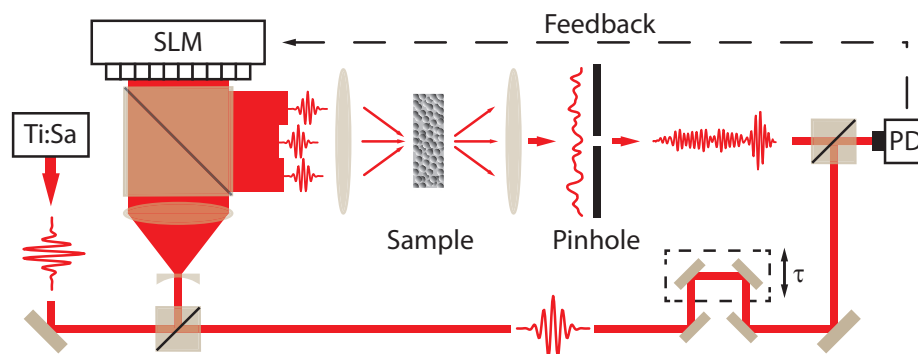 Feedback
SLM
Ti:Sa
PD
Sample
Pinhole
τ